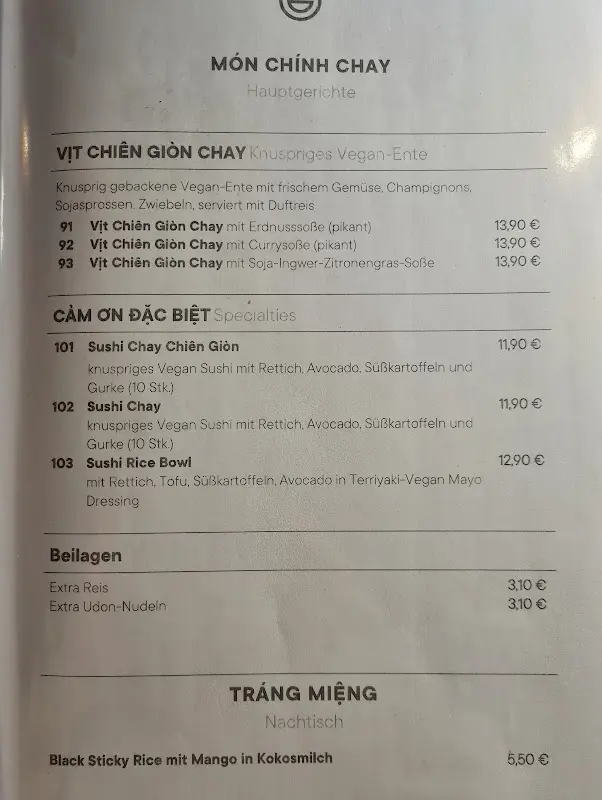 MÓN CHÍNH CHAY
Hauptgerichte
VỊT CHIÊN GIÒN CHAY Knuspriges Vegan-Ente
Knusprig gebackene Vegan-Ente mit frischem Gemüse, Champignons,
Sojasprossen, Zwiebeln, serviert mit Duftreis
91 Vịt Chiên Giòn Chay mit Erdnusssoße (pikant) 13,90 €
92 Vịt Chiên Giòn Chay mit Currysoße (pikant) 13,90 €
93 Vịt Chiên Giòn Chay mit Soja-Ingwer-Zitronengras-Soße 13,90 €
CẢM ƠN ĐẶC BIỆT Specialties
101 Sushi Chay Chiên Giòn 11,90 €
knuspriges Vegan Sushi mit Rettich, Avocado, Süßkartoffeln und
Gurke (10 Stk.)
102 Sushi Chay 11,90 €
knuspriges Vegan Sushi mit Rettich, Avocado, Süßkartoffeln und
Gurke (10 Stk.)
103 Sushi Rice Bowl 12,90 €
mit Rettich, Tofu, Süßkartoffeln, Avocado in Terriyaki-Vegan Mayo
Dressing
Beilagen
Extra Reis 3,10 €
Extra Udon-Nudeln 3,10 €
TRÁNG MIỆNG
Nachtisch
Black Sticky Rice mit Mango in Kokosmilch 5,50 €